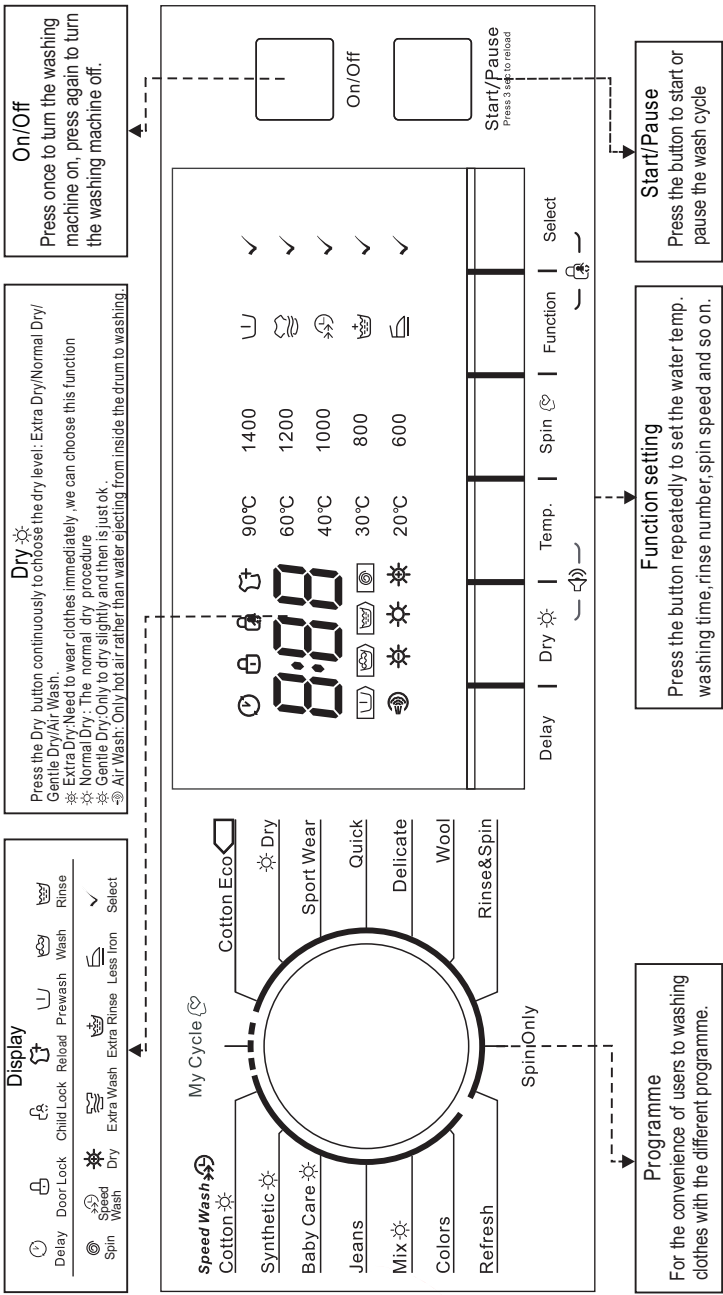 Display
Delay Door Lock Child Lock Reload Prewash Wash Rinse
Spin Speed Wash Dry Extra Wash Extra Rinse Less Iron Select
Dry
Press the Dry button continuously to choose the dry level: Extra Dry/Normal Dry/
Gentle Dry/Air Wash.
Extra Dry:Need to wear clothes immediately ,we can choose this function
Normal Dry : The normal dry procedure
Gentle Dry:Only to dry slightly and then is just ok .
Air Wash: Only hot air rather than water ejecting from inside the drum to washing.
On/Off
Press once to turn the washing
machine on, press again to turn
the washing machine off.
Speed Wash
Cotton
Synthetic
Baby Care
Jeans
Mix
Colors
Refresh
My Cycle
Spin Only
Cotton Eco
Dry
Sport Wear
Quick
Delicate
Wool
Rinse&Spin
8:88
90°C 1400
60°C 1200
40°C 1000
30°C 800
20°C 600
Delay Dry Temp. Spin Function Select
On/Off
Start/Pause
Press 3 sec to reload
Programme
For the convenience of users to washing
clothes with the different programme.
Function setting
Press the button repeatedly to set the water temp.
washing time,rinse number,spin speed and so on.
Start/Pause
Press the button to start or
pause the wash cycle